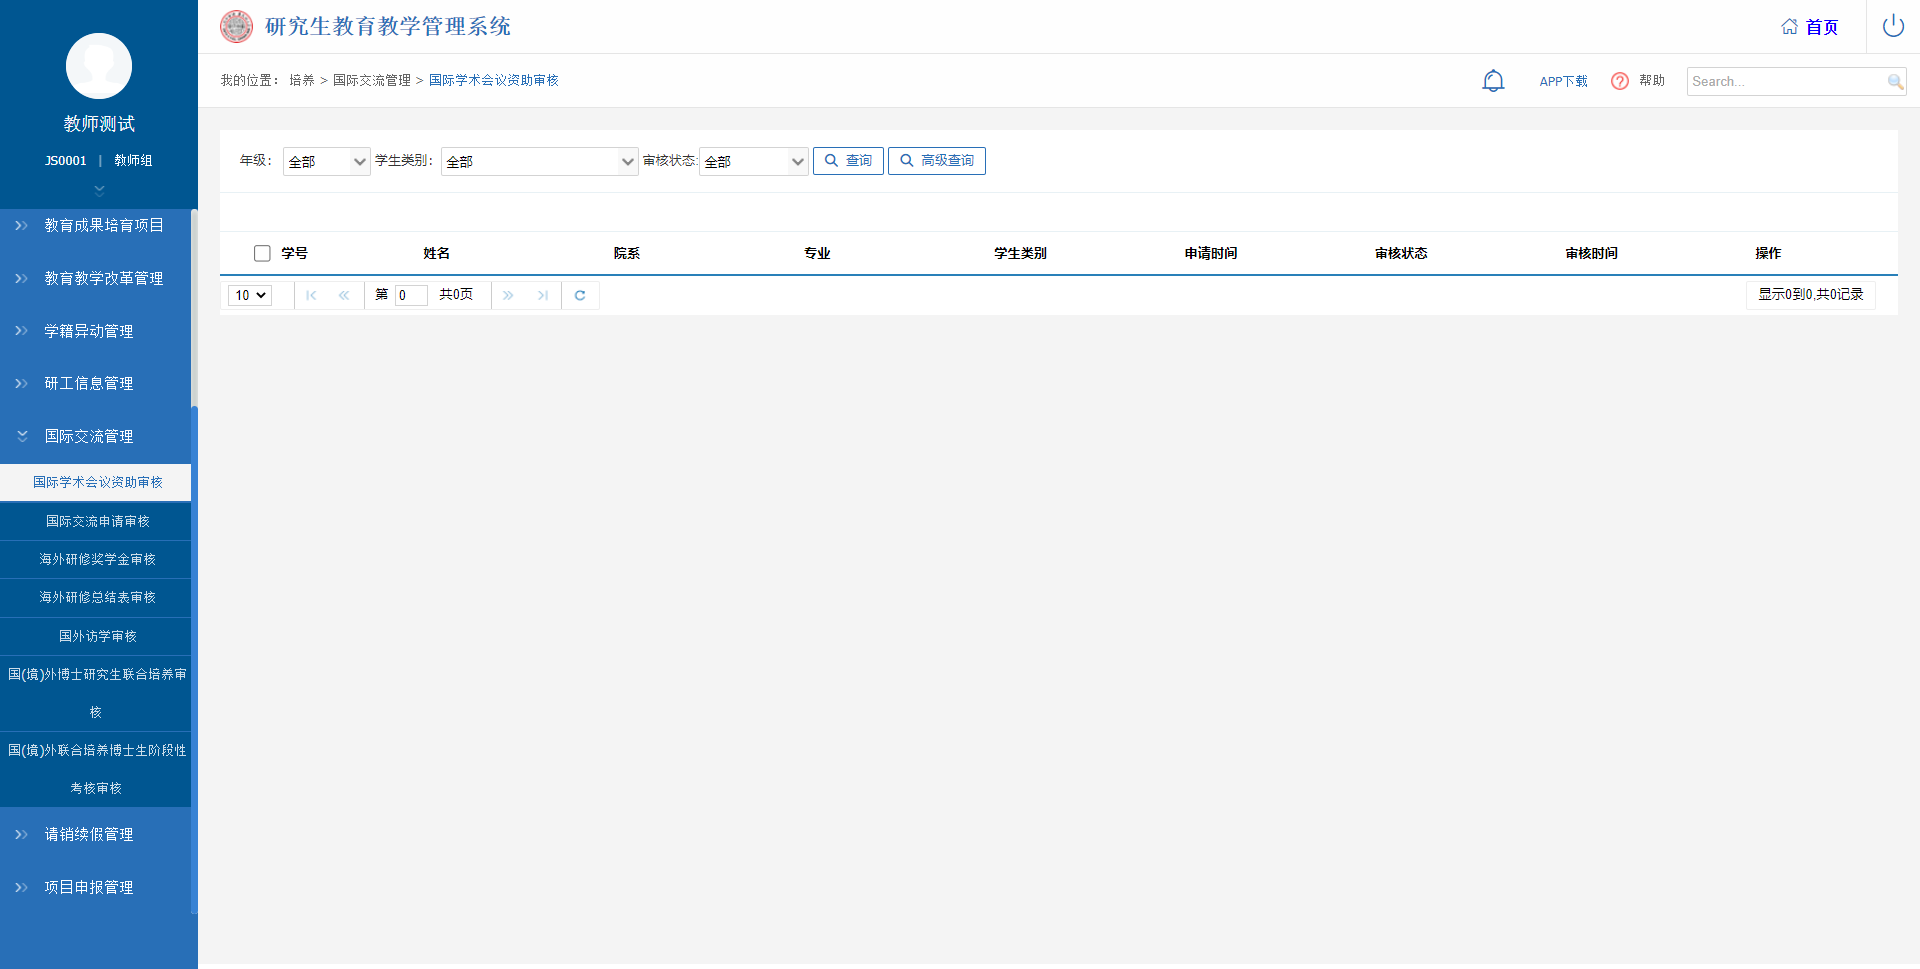 研究生教育教学管理系统
首页
我的位置： 培养 > 国际交流管理 > 国际学术会议资助审核
APP下载
帮助
Search...
教师测试
JS0001 | 教师组
教育成果培育项目
教育教学改革管理
学籍异动管理
研工信息管理
国际交流管理
国际学术会议资助审核
国际交流申请审核
海外研修奖学金审核
海外研修总结表审核
国外访学审核
国(境)外博士研究生联合培养审
核
国(境)外联合培养博士生阶段性
考核审核
请销续假管理
项目申报管理
年级： 全部 学生类别： 全部 审核状态: 全部 查询 高级查询
学号 姓名 院系 专业 学生类别 申请时间 审核状态 审核时间 操作
10 第 0 共0页
显示0到0,共0记录